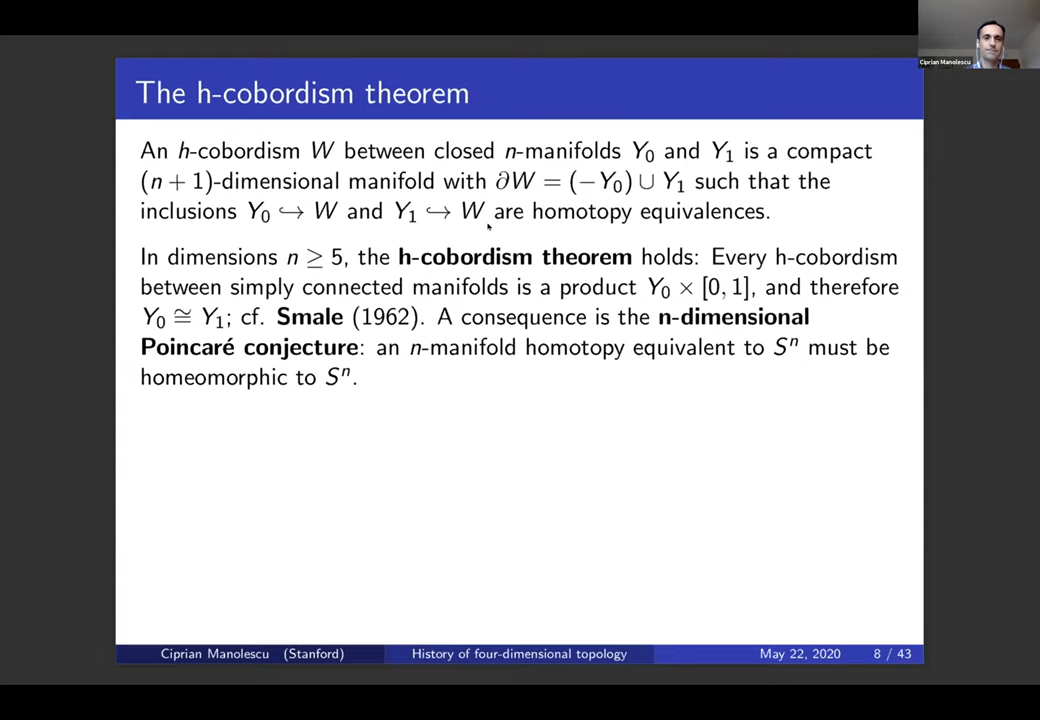 Ciprian Manolescu
The h-cobordism theorem
An h-cobordism W between closed n-manifolds Y₀ and Y₁ is a compact
(n + 1)-dimensional manifold with ∂W = (−Y₀) ∪ Y₁ such that the
inclusions Y₀ ↪ W and Y₁ ↪ W are homotopy equivalences.
In dimensions n ≥ 5, the h-cobordism theorem holds: Every h-cobordism
between simply connected manifolds is a product Y₀ × [0, 1], and therefore
Y₀ ≅ Y₁; cf. Smale (1962). A consequence is the n-dimensional
Poincaré conjecture: an n-manifold homotopy equivalent to Sⁿ must be
homeomorphic to Sⁿ.
Ciprian Manolescu (Stanford) History of four-dimensional topology May 22, 2020 8 / 43